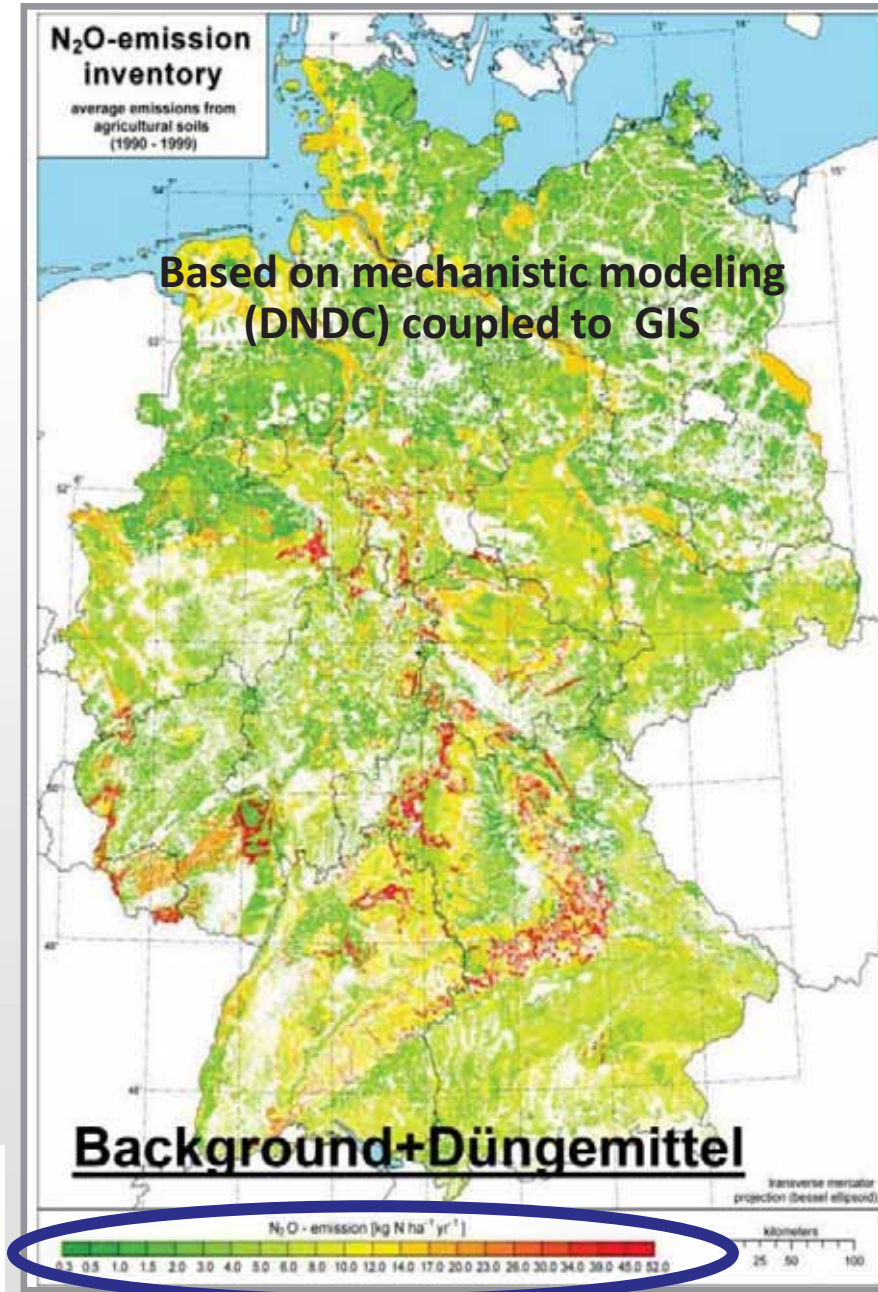 N₂O-emission
inventory
average emissions from
agricultural soils
(1990 - 1999)
Based on mechanistic modeling
(DNDC) coupled to GIS
Background+Düngemittel
transverse mercator
projection (bessel ellipsoid)
N₂O - emission [kg N ha⁻¹ yr⁻¹]
0.3 0.5 1.0 1.5 2.0 3.0 4.0 5.0 6.0 8.0 10.0 12.0 14.0 17.0 20.0 23.0 26.0 30.0 34.0 39.0 45.0 52.0
kilometers
25 50 100